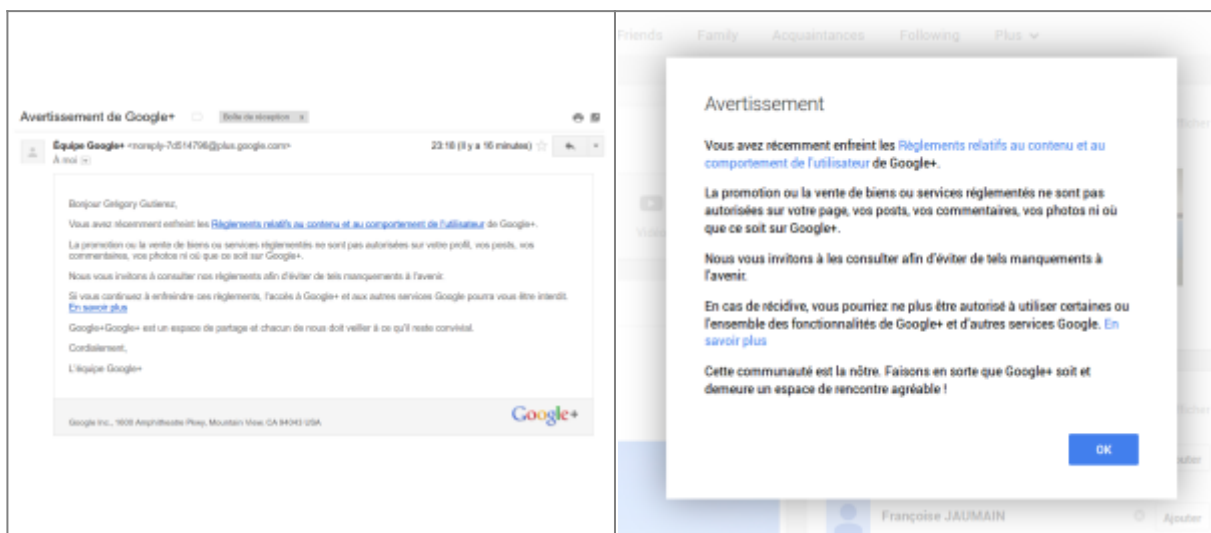 Avertissement de Google+
Boîte de réception x
Équipe Google+ <noreply-7d514798@plus.google.com>
23:18 (il y a 16 minutes)
À moi
Bonjour Grégory Gutierez,
Vous avez récemment enfreint les Règlements relatifs au contenu et au comportement de l'utilisateur de Google+.
La promotion ou la vente de biens ou services réglementés ne sont pas autorisées sur votre profil, vos posts, vos
commentaires, vos photos ni où que ce soit sur Google+.
Nous vous invitons à consulter nos règlements afin d'éviter de tels manquements à l'avenir.
Si vous continuez à enfreindre ces règlements, l'accès à Google+ et aux autres services Google pourra vous être interdit.
En savoir plus
Google+Google+ est un espace de partage et chacun de nous doit veiller à ce qu'il reste convivial.
Cordialement,
L'équipe Google+
Google Inc., 1600 Amphitheatre Pkwy, Mountain View, CA 94043 USA
Google+
Friends Family Acquaintances Following Plus
Avertissement
Vous avez récemment enfreint les Règlements relatifs au contenu et au
comportement de l'utilisateur de Google+.
La promotion ou la vente de biens ou services réglementés ne sont pas
autorisées sur votre page, vos posts, vos commentaires, vos photos ni où
que ce soit sur Google+.
Nous vous invitons à les consulter afin d'éviter de tels manquements à
l'avenir.
En cas de récidive, vous pourriez ne plus être autorisé à utiliser certaines ou
l'ensemble des fonctionnalités de Google+ et d'autres services Google. En
savoir plus
Cette communauté est la nôtre. Faisons en sorte que Google+ soit et
demeure un espace de rencontre agréable !
OK
Françoise JAUMAIN
Ajouter